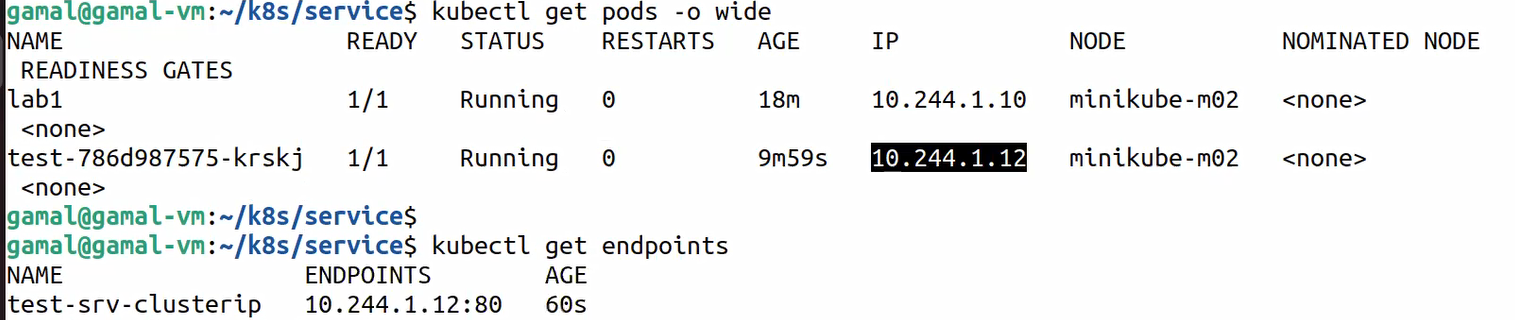 gamal@gamal-vm:~/k8s/service$ kubectl get pods -o wide
NAME                    READY   STATUS    RESTARTS   AGE     IP            NODE           NOMINATED NODE
 READINESS GATES
lab1                    1/1     Running   0          18m     10.244.1.10   minikube-m02   <none>
 <none>
test-786d987575-krskj   1/1     Running   0          9m59s   10.244.1.12   minikube-m02   <none>
 <none>
gamal@gamal-vm:~/k8s/service$
gamal@gamal-vm:~/k8s/service$ kubectl get endpoints
NAME                 ENDPOINTS        AGE
test-srv-clusterip   10.244.1.12:80   60s